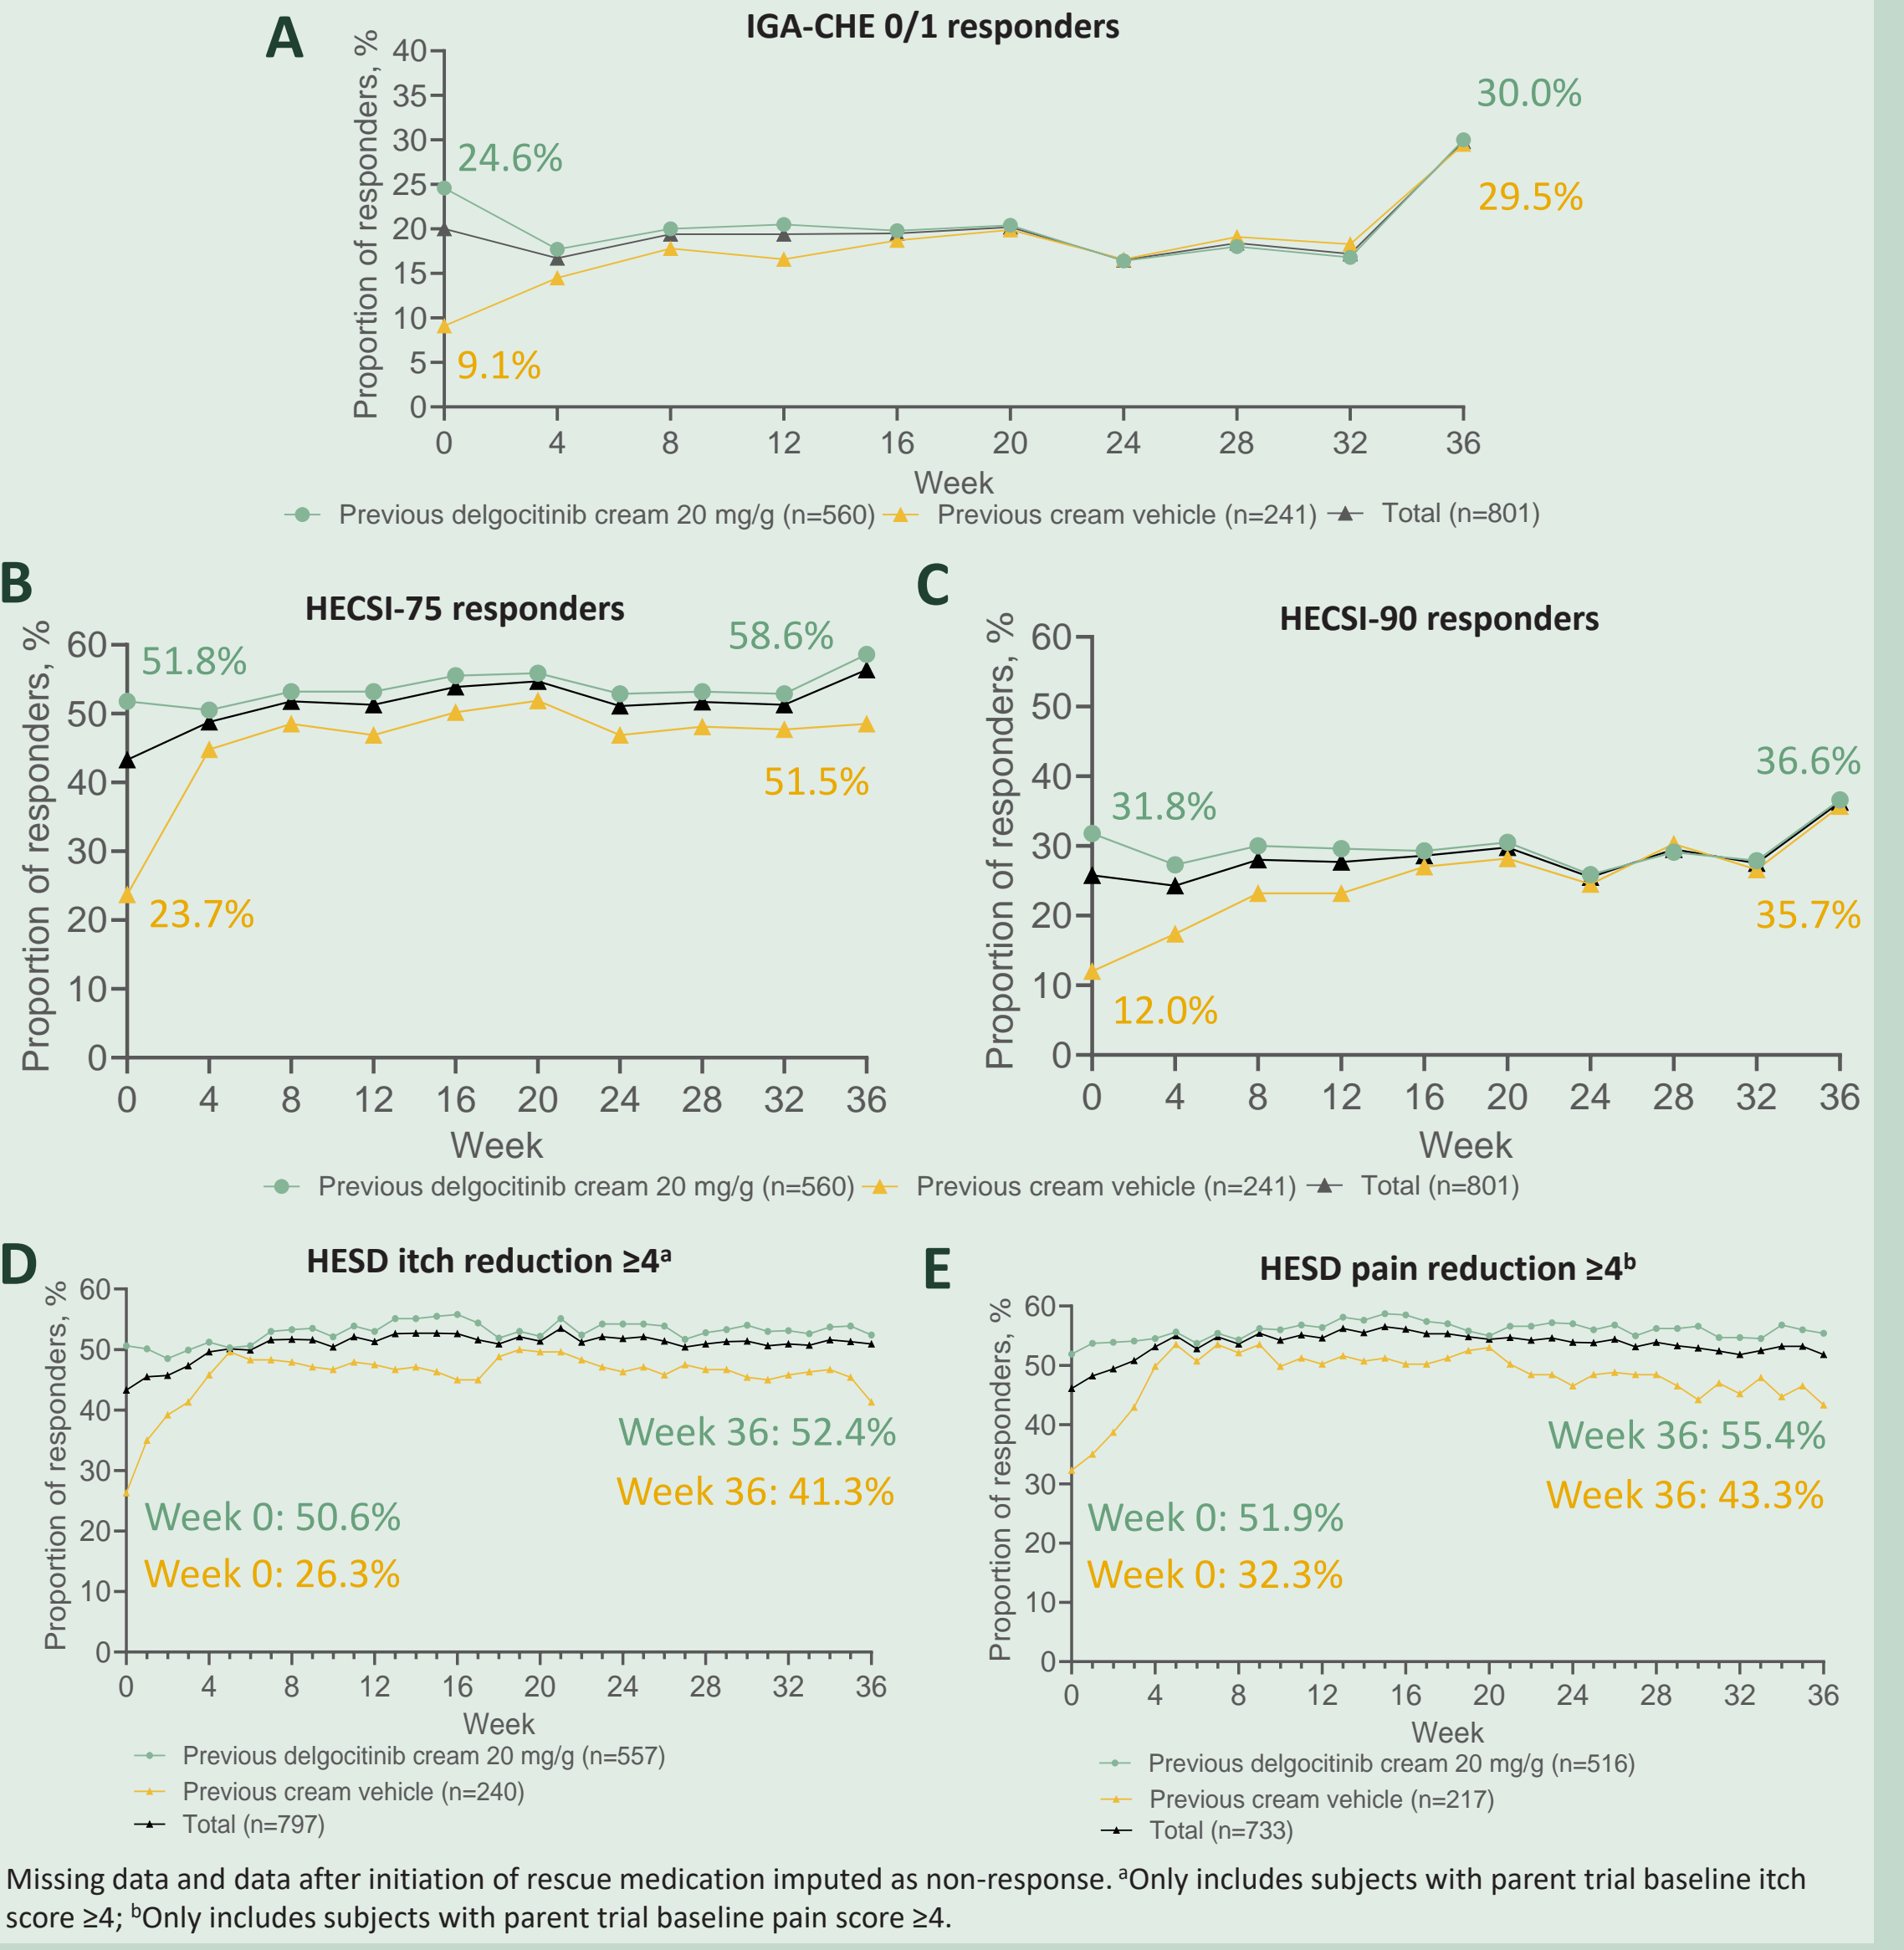 A
IGA-CHE 0/1 responders
Proportion of responders, %
40
35
30
25
20
15
10
5
0
24.6%
9.1%
30.0%
29.5%
0 4 8 12 16 20 24 28 32 36
Week
Previous delgocitinib cream 20 mg/g (n=560) Previous cream vehicle (n=241) Total (n=801)
B
HECSI-75 responders
Proportion of responders, %
60
50
40
30
20
10
0
51.8%
23.7%
58.6%
51.5%
0 4 8 12 16 20 24 28 32 36
Week
C
HECSI-90 responders
Proportion of responders, %
60
50
40
30
20
10
0
31.8%
12.0%
36.6%
35.7%
0 4 8 12 16 20 24 28 32 36
Week
Previous delgocitinib cream 20 mg/g (n=560) Previous cream vehicle (n=241) Total (n=801)
D
HESD itch reduction ≥4ᵃ
Proportion of responders, %
60
50
40
30
20
10
0
Week 36: 52.4%
Week 36: 41.3%
Week 0: 50.6%
Week 0: 26.3%
0 4 8 12 16 20 24 28 32 36
Week
Previous delgocitinib cream 20 mg/g (n=557)
Previous cream vehicle (n=240)
Total (n=797)
E
HESD pain reduction ≥4ᵇ
Proportion of responders, %
60
50
40
30
20
10
0
Week 36: 55.4%
Week 36: 43.3%
Week 0: 51.9%
Week 0: 32.3%
0 4 8 12 16 20 24 28 32 36
Week
Previous delgocitinib cream 20 mg/g (n=516)
Previous cream vehicle (n=217)
Total (n=733)
Missing data and data after initiation of rescue medication imputed as non-response. ᵃOnly includes subjects with parent trial baseline itch
score ≥4; ᵇOnly includes subjects with parent trial baseline pain score ≥4.